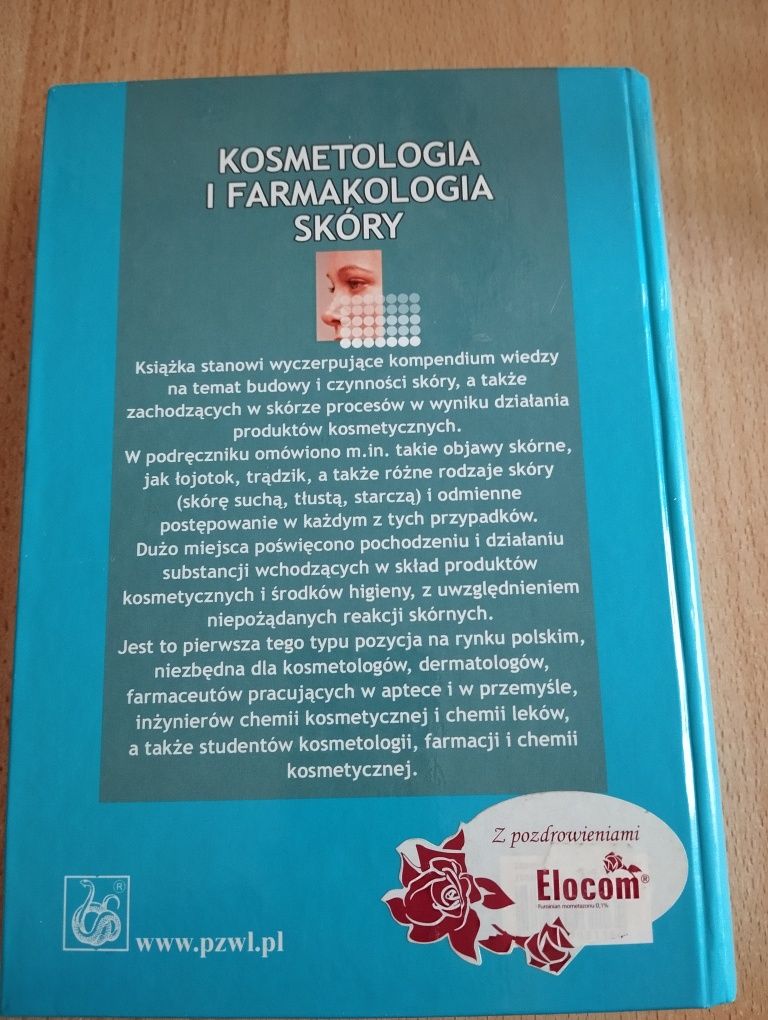 KOSMETOLOGIA
I FARMAKOLOGIA
SKÓRY
Książka stanowi wyczerpujące kompendium wiedzy
na temat budowy i czynności skóry, a także
zachodzących w skórze procesów w wyniku działania
produktów kosmetycznych.
W podręczniku omówiono m.in. takie objawy skórne,
jak łojotok, trądzik, a także różne rodzaje skóry
(skórę suchą, tłustą, starczą) i odmienne
postępowanie w każdym z tych przypadków.
Dużo miejsca poświęcono pochodzeniu i działaniu
substancji wchodzących w skład produktów
kosmetycznych i środków higieny, z uwzględnieniem
niepożądanych reakcji skórnych.
Jest to pierwsza tego typu pozycja na rynku polskim,
niezbędna dla kosmetologów, dermatologów,
farmaceutów pracujących w aptece i w przemyśle,
inżynierów chemii kosmetycznej i chemii leków,
a także studentów kosmetologii, farmacji i chemii
kosmetycznej.
Z pozdrowieniami
Elocom®
Furoinian mometazonu 0,1%
®
www.pzwl.pl